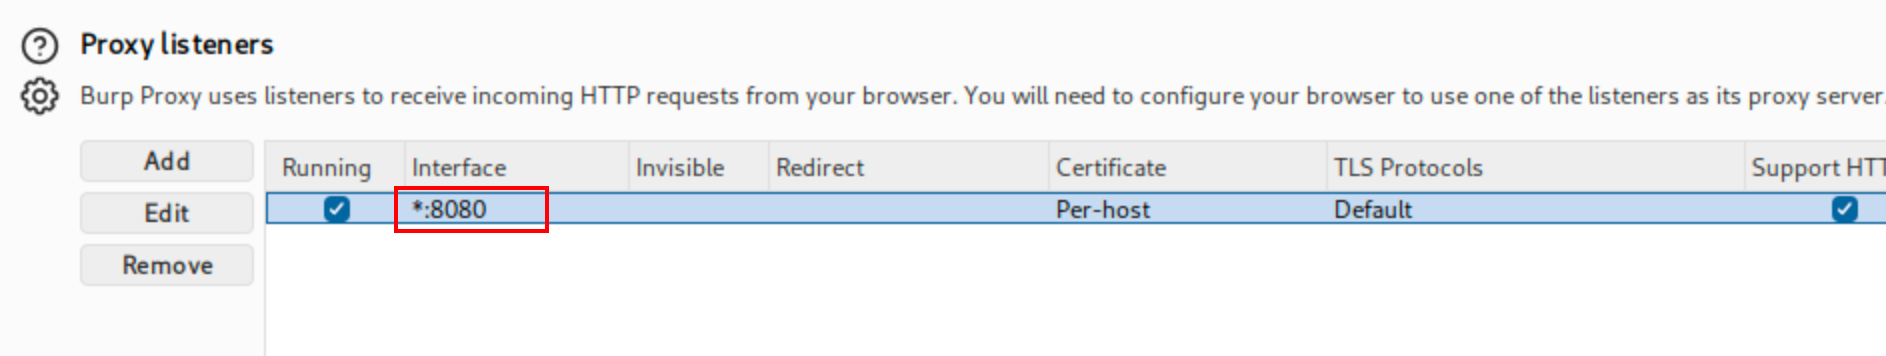 Proxy listeners
Burp Proxy uses listeners to receive incoming HTTP requests from your browser. You will need to configure your browser to use one of the listeners as its proxy server.
Add
Edit
Remove
Running Interface Invisible Redirect Certificate TLS Protocols Support HTT
*:8080 Per-host Default